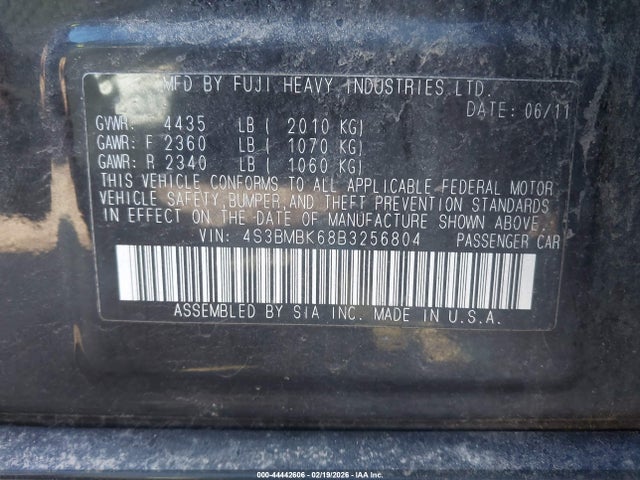 MFD BY FUJI HEAVY INDUSTRIES LTD.
DATE: 06/11
GVWR: 4435 LB ( 2010 KG)
GAWR: F 2360 LB ( 1070 KG)
GAWR: R 2340 LB ( 1060 KG)
THIS VEHICLE CONFORMS TO ALL APPLICABLE FEDERAL MOTOR
VEHICLE SAFETY, BUMPER, AND THEFT PREVENTION STANDARDS
IN EFFECT ON THE DATE OF MANUFACTURE SHOWN ABOVE.
VIN: 4S3BMBK68B3256804 PASSENGER CAR
ASSEMBLED BY SIA INC. MADE IN U.S.A.
000-44442606 - 02/19/2026 - IAA Inc.